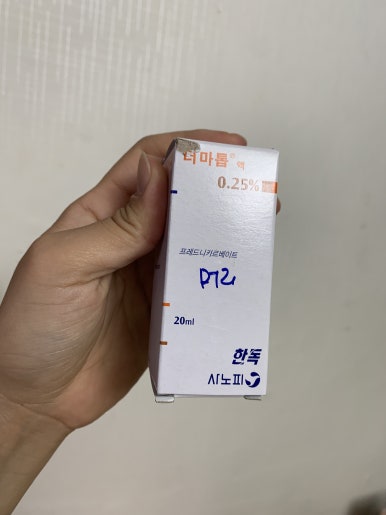 더마톱® 액
0.25%
프레드니카르베이트
머리
20ml
한독
사노피